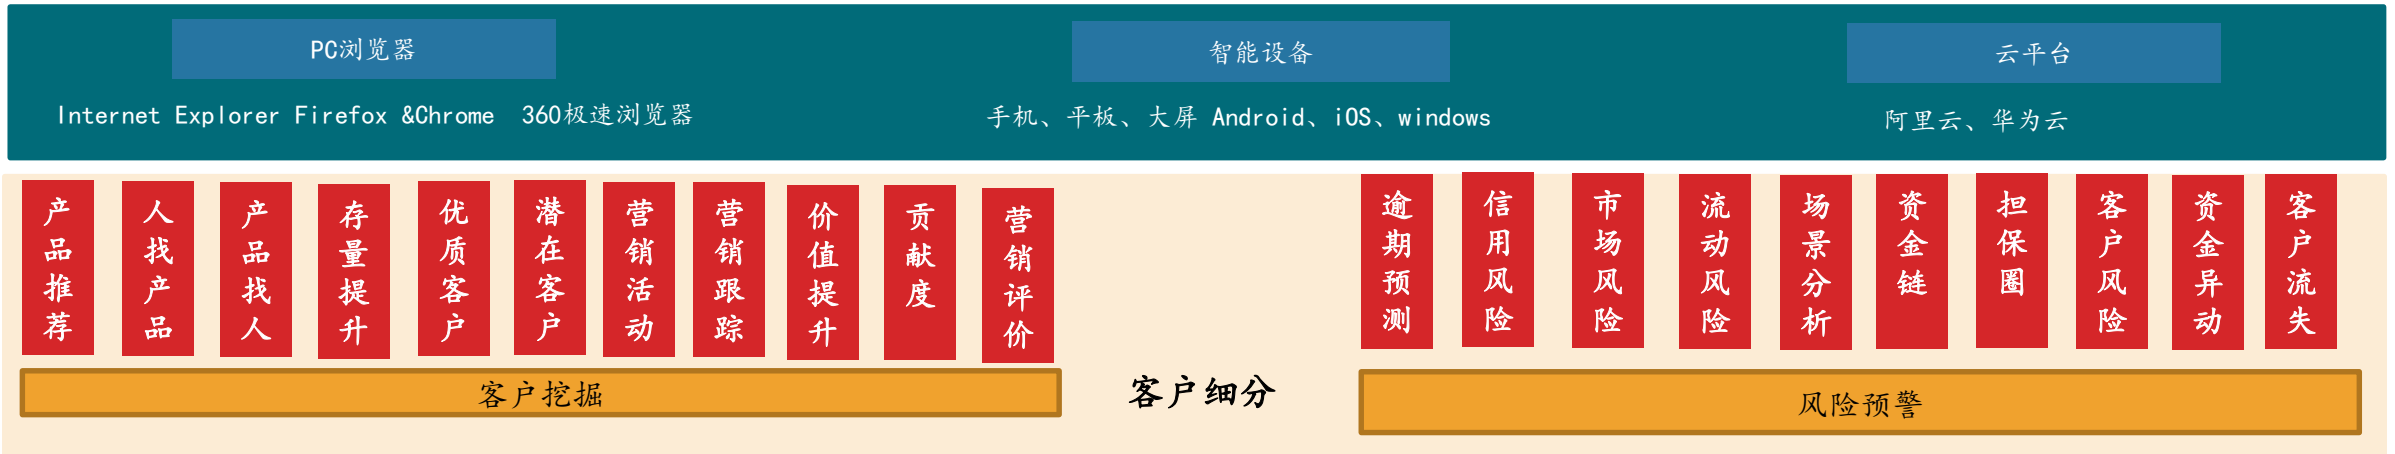 PC浏览器
智能设备
云平台
Internet Explorer Firefox &Chrome  360极速浏览器
手机、平板、大屏 Android、iOS、windows
阿里云、华为云
产品推荐
人找产品
产品找人
存量提升
优质客户
潜在客户
营销活动
营销跟踪
价值提升
贡献度
营销评价
逾期预测
信用风险
市场风险
流动风险
场景分析
资金链
担保圈
客户风险
资金异动
客户流失
客户挖掘
客户细分
风险预警